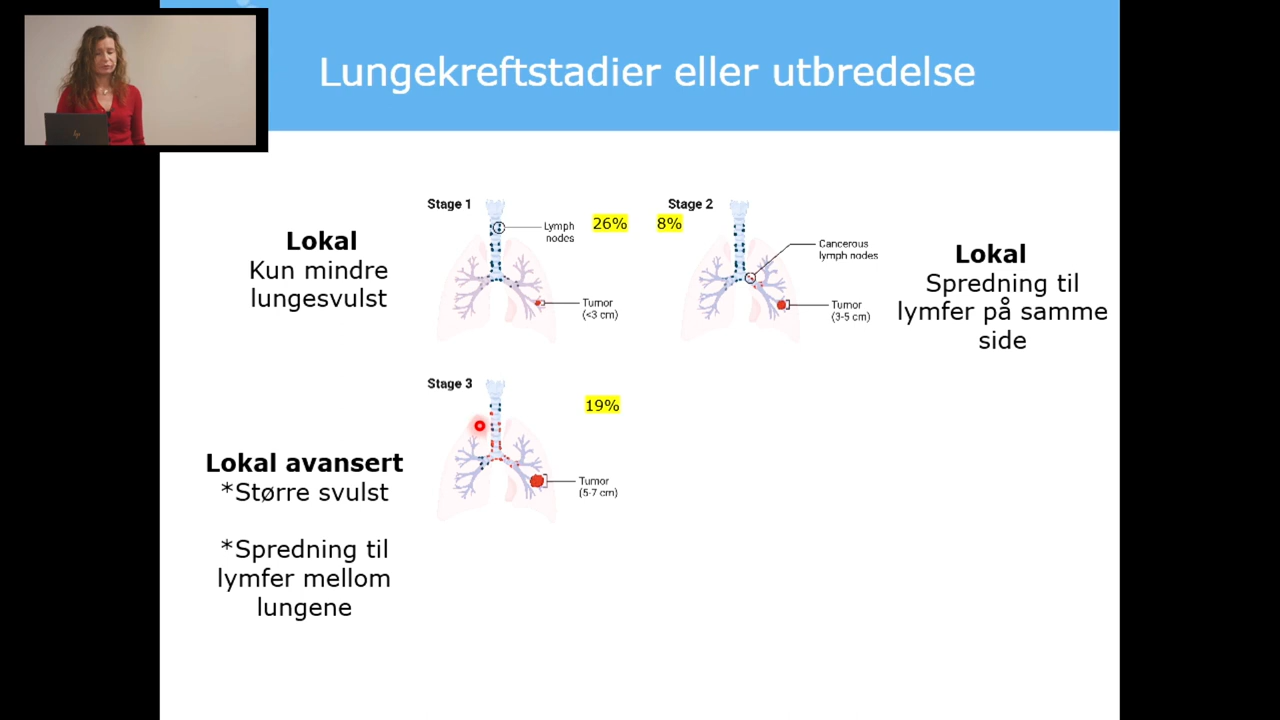 Lungekreftstadier eller utbredelse
Lokal
Kun mindre
lungesvulst
Stage 1
Lymph
nodes
26%
Tumor
(<3 cm)
8%
Stage 2
Cancerous
lymph nodes
Tumor
(3-5 cm)
Lokal
Spredning til
lymfer på samme
side
Lokal avansert
*Større svulst
*Spredning til
lymfer mellom
lungene
Stage 3
19%
Tumor
(5-7 cm)
hp